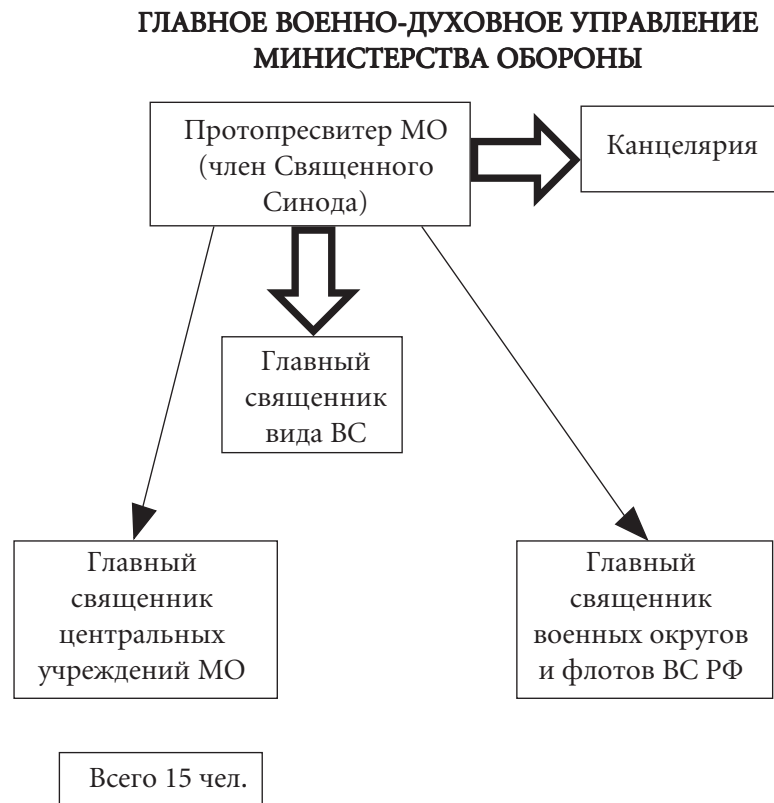 ГЛАВНОЕ ВОЕННО-ДУХОВНОЕ УПРАВЛЕНИЕ
МИНИСТЕРСТВА ОБОРОНЫ
Протопресвитер МО
(член Священного
Синода)
Канцелярия
Главный
священник
вида ВС
Главный
священник
центральных
учреждений МО
Главный
священник
военных округов
и флотов ВС РФ
Всего 15 чел.